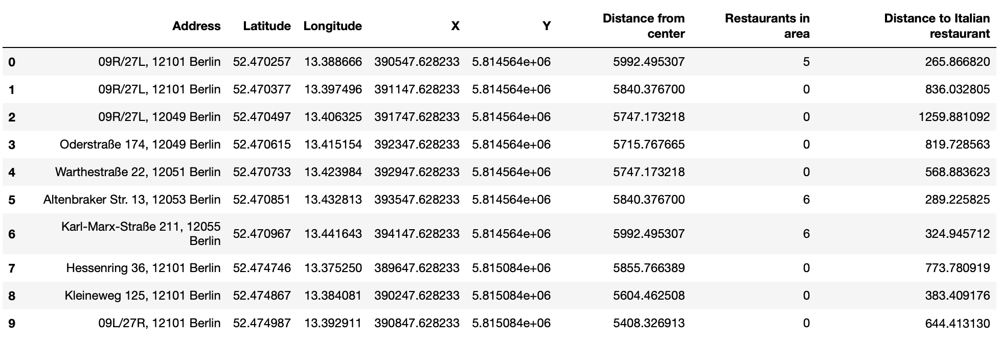 Address Latitude Longitude X Y Distance from center Restaurants in area Distance to Italian restaurant
0 09R/27L, 12101 Berlin 52.470257 13.388666 390547.628233 5.814564e+06 5992.495307 5 265.866820
1 09R/27L, 12101 Berlin 52.470377 13.397496 391147.628233 5.814564e+06 5840.376700 0 836.032805
2 09R/27L, 12049 Berlin 52.470497 13.406325 391747.628233 5.814564e+06 5747.173218 0 1259.881092
3 Oderstraße 174, 12049 Berlin 52.470615 13.415154 392347.628233 5.814564e+06 5715.767665 0 819.728563
4 Warthestraße 22, 12051 Berlin 52.470733 13.423984 392947.628233 5.814564e+06 5747.173218 0 568.883623
5 Altenbraker Str. 13, 12053 Berlin 52.470851 13.432813 393547.628233 5.814564e+06 5840.376700 6 289.225825
6 Karl-Marx-Straße 211, 12055 Berlin 52.470967 13.441643 394147.628233 5.814564e+06 5992.495307 6 324.945712
7 Hessenring 36, 12101 Berlin 52.474746 13.375250 389647.628233 5.815084e+06 5855.766389 0 773.780919
8 Kleineweg 125, 12101 Berlin 52.474867 13.384081 390247.628233 5.815084e+06 5604.462508 0 383.409176
9 09L/27R, 12101 Berlin 52.474987 13.392911 390847.628233 5.815084e+06 5408.326913 0 644.413130